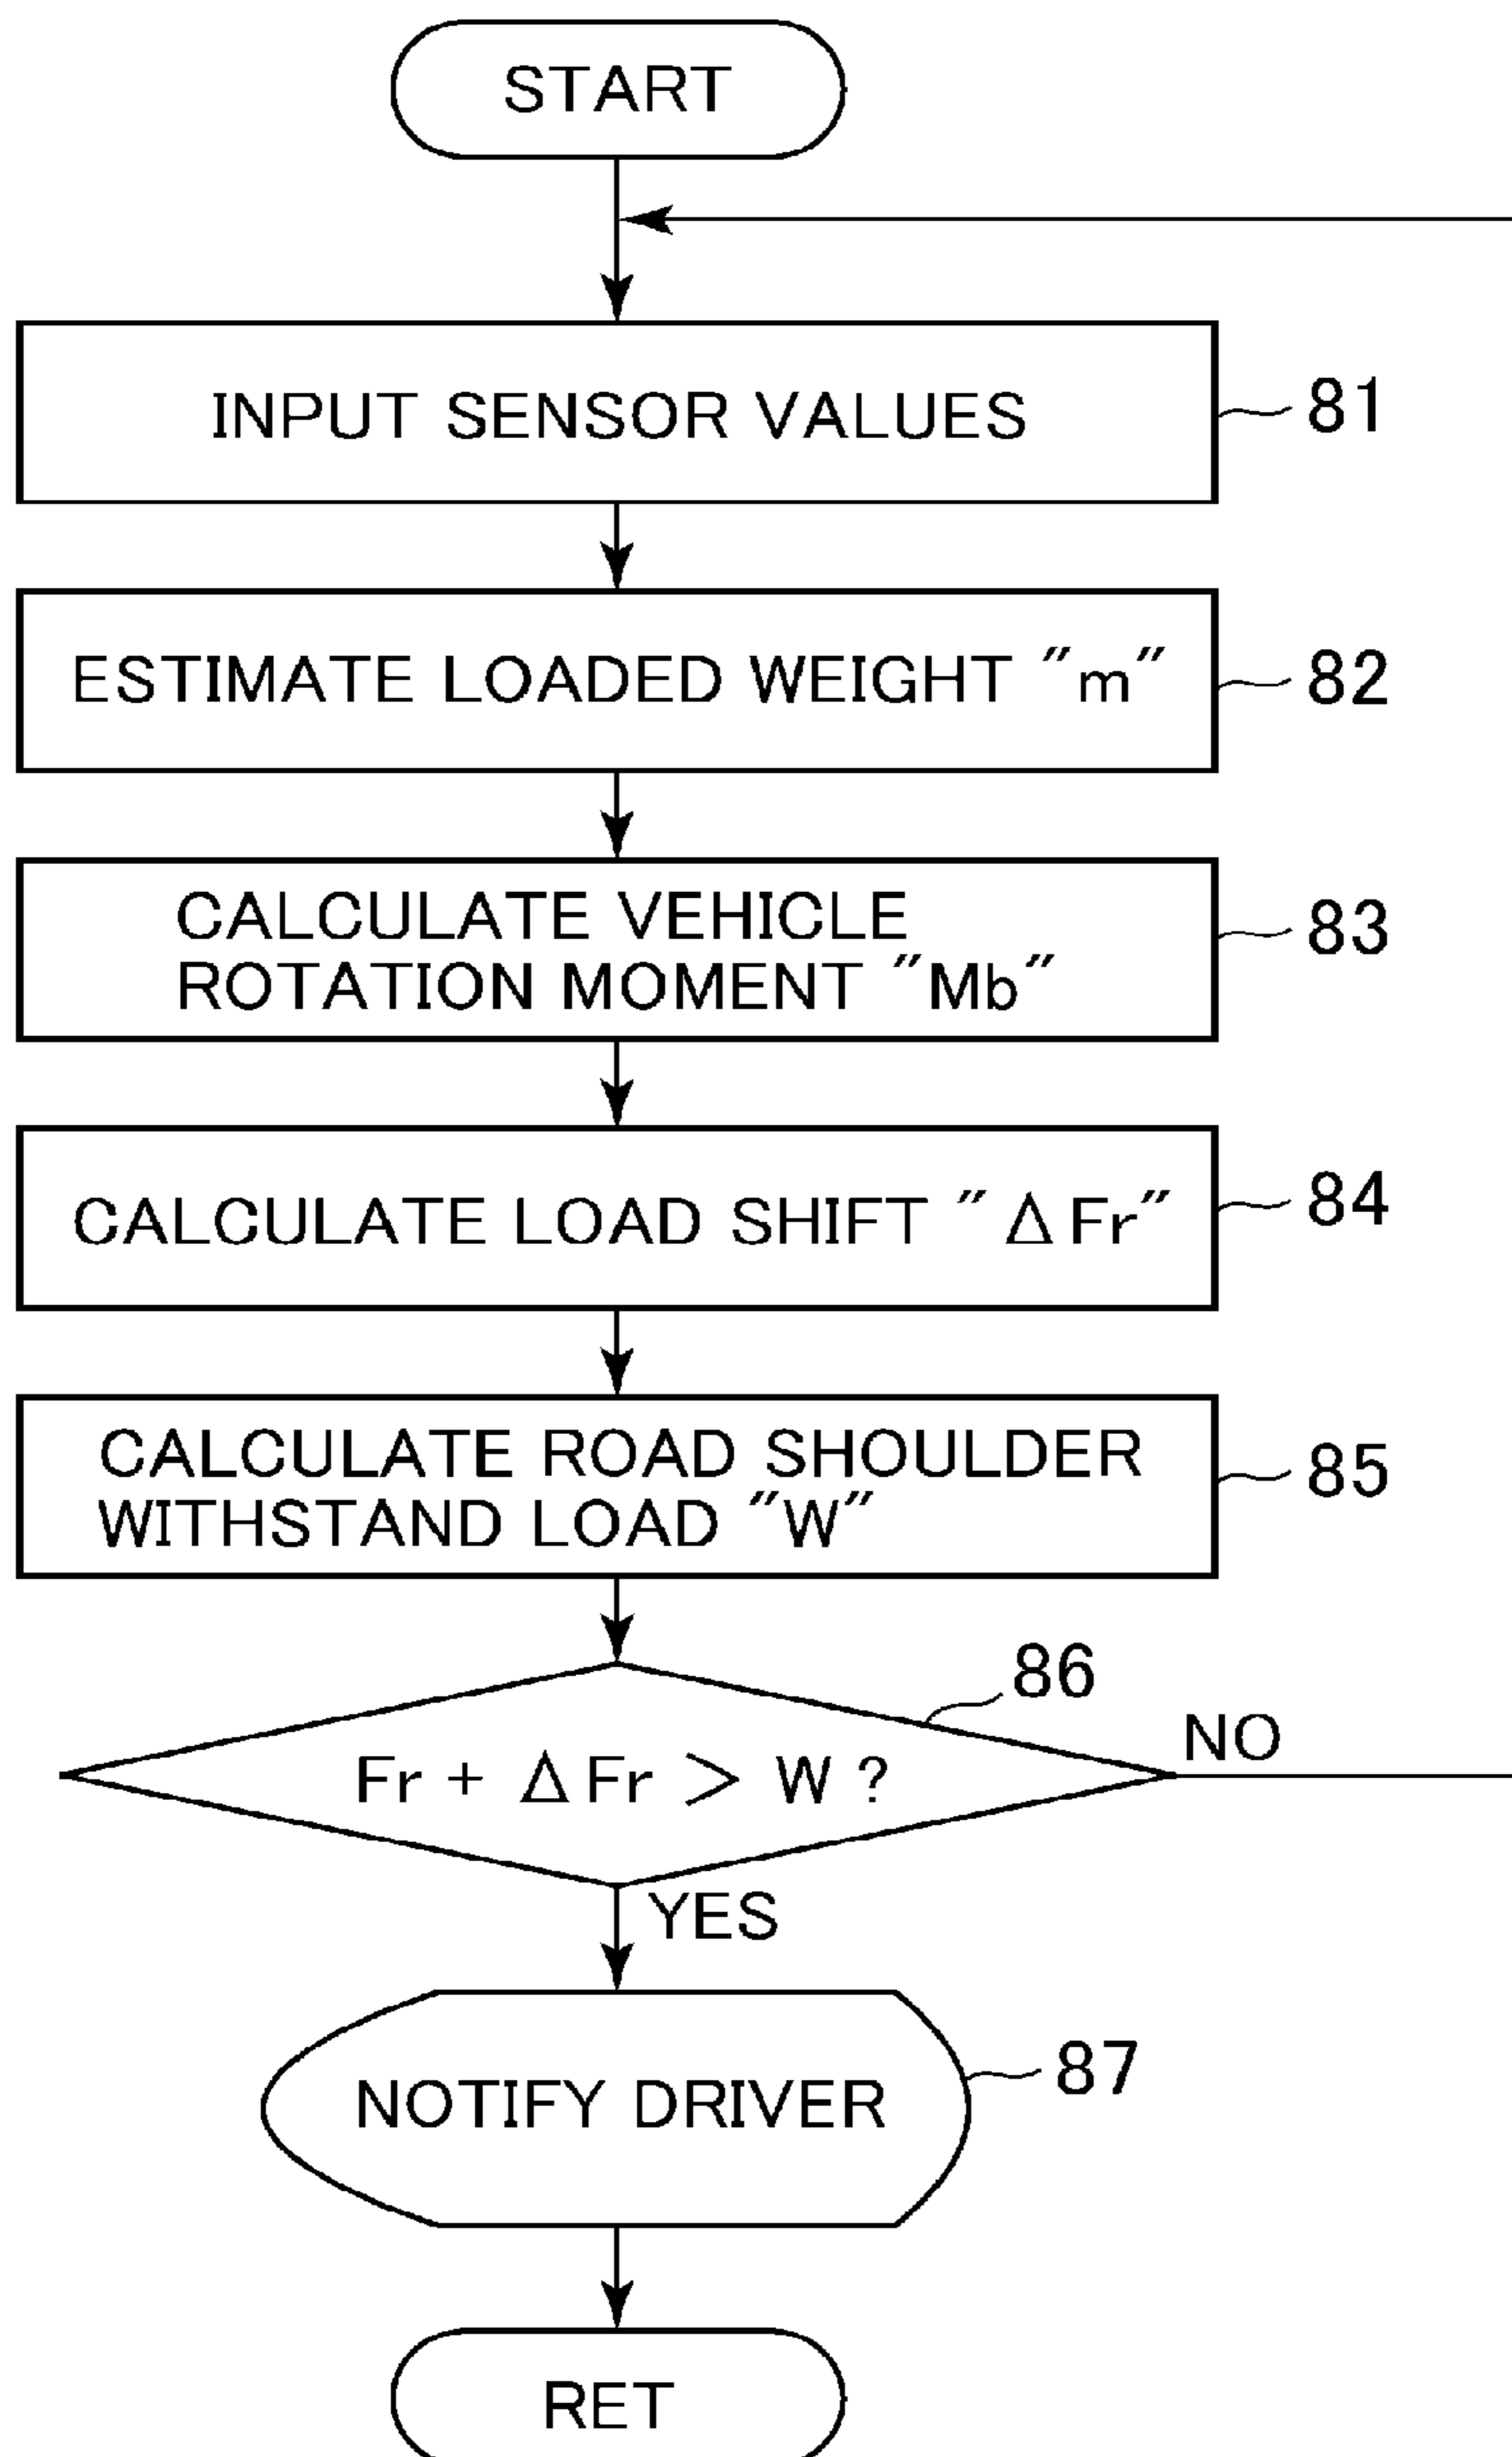 START
INPUT SENSOR VALUES
81
ESTIMATE LOADED WEIGHT "m"
82
CALCULATE VEHICLE
ROTATION MOMENT "Mb"
83
CALCULATE LOAD SHIFT "ΔFr"
84
CALCULATE ROAD SHOULDER
WITHSTAND LOAD "W"
85
86
Fr + ΔFr > W ?
NO
YES
NOTIFY DRIVER
87
RET